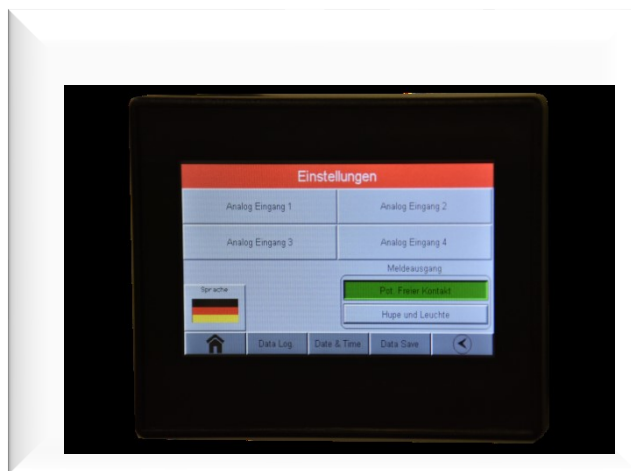 Einstellungen
Analog Eingang 1
Analog Eingang 2
Analog Eingang 3
Analog Eingang 4
Meldeausgang
Sprache
Pot. Freier Kontakt
Hupe und Leuchte
Data Log
Date & Time
Data Save